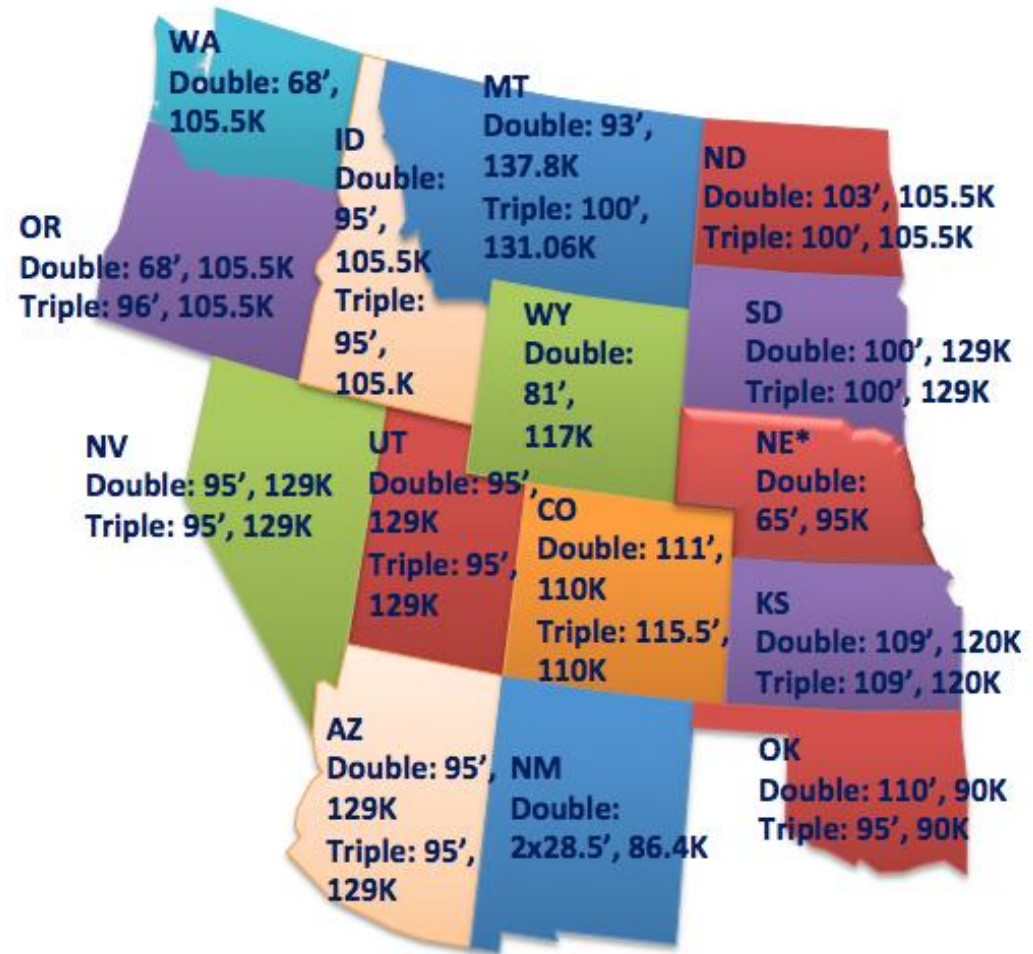 WA
Double: 68’,
105.5K
ID
Double:
95’,
105.5K
Triple:
95’,
105.K
MT
Double: 93’,
137.8K
Triple: 100’,
131.06K
ND
Double: 103’, 105.5K
Triple: 100’, 105.5K
OR
Double: 68’, 105.5K
Triple: 96’, 105.5K
WY
Double:
81’,
117K
SD
Double: 100’, 129K
Triple: 100’, 129K
NV
Double: 95’, 129K
Triple: 95’, 129K
UT
Double: 95’,
129K
Triple: 95’,
129K
CO
Double: 111’,
110K
Triple: 115.5’,
110K
NE*
Double:
65’, 95K
KS
Double: 109’, 120K
Triple: 109’, 120K
AZ
Double: 95’,
129K
Triple: 95’,
129K
NM
Double:
2x28.5’, 86.4K
OK
Double: 110’, 90K
Triple: 95’, 90K